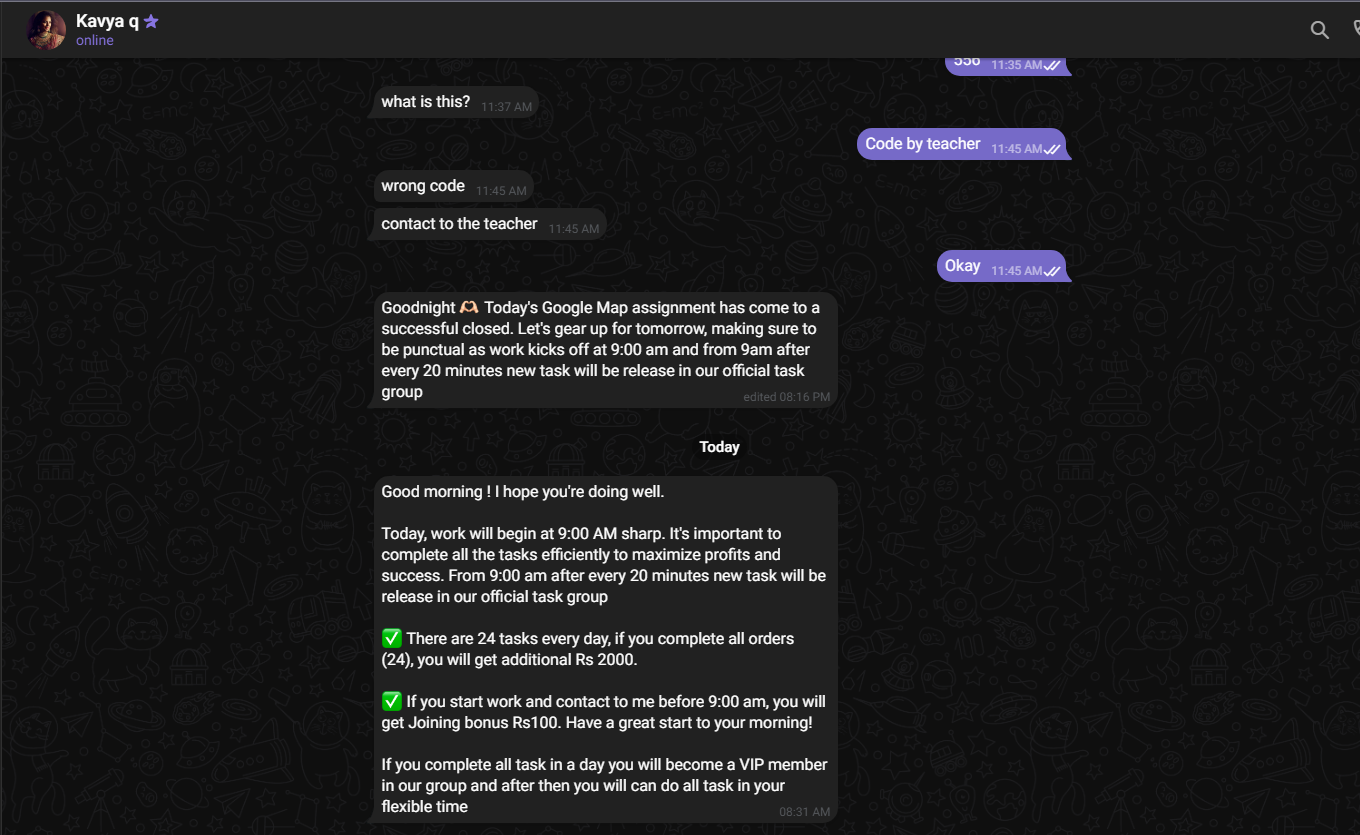 Kavya q
online
556 11:35 AM
what is this? 11:37 AM
Code by teacher 11:45 AM
wrong code 11:45 AM
contact to the teacher 11:45 AM
Okay 11:45 AM
Goodnight 🫶🏻 Today's Google Map assignment has come to a
successful closed. Let's gear up for tomorrow, making sure to
be punctual as work kicks off at 9:00 am and from 9am after
every 20 minutes new task will be release in our official task
group
edited 08:16 PM
Today
Good morning ! I hope you're doing well.
Today, work will begin at 9:00 AM sharp. It's important to
complete all the tasks efficiently to maximize profits and
success. From 9:00 am after every 20 minutes new task will be
release in our official task group
✅ There are 24 tasks every day, if you complete all orders
(24), you will get additional Rs 2000.
✅ If you start work and contact to me before 9:00 am, you will
get Joining bonus Rs100. Have a great start to your morning!
If you complete all task in a day you will become a VIP member
in our group and after then you will can do all task in your
flexible time
08:31 AM